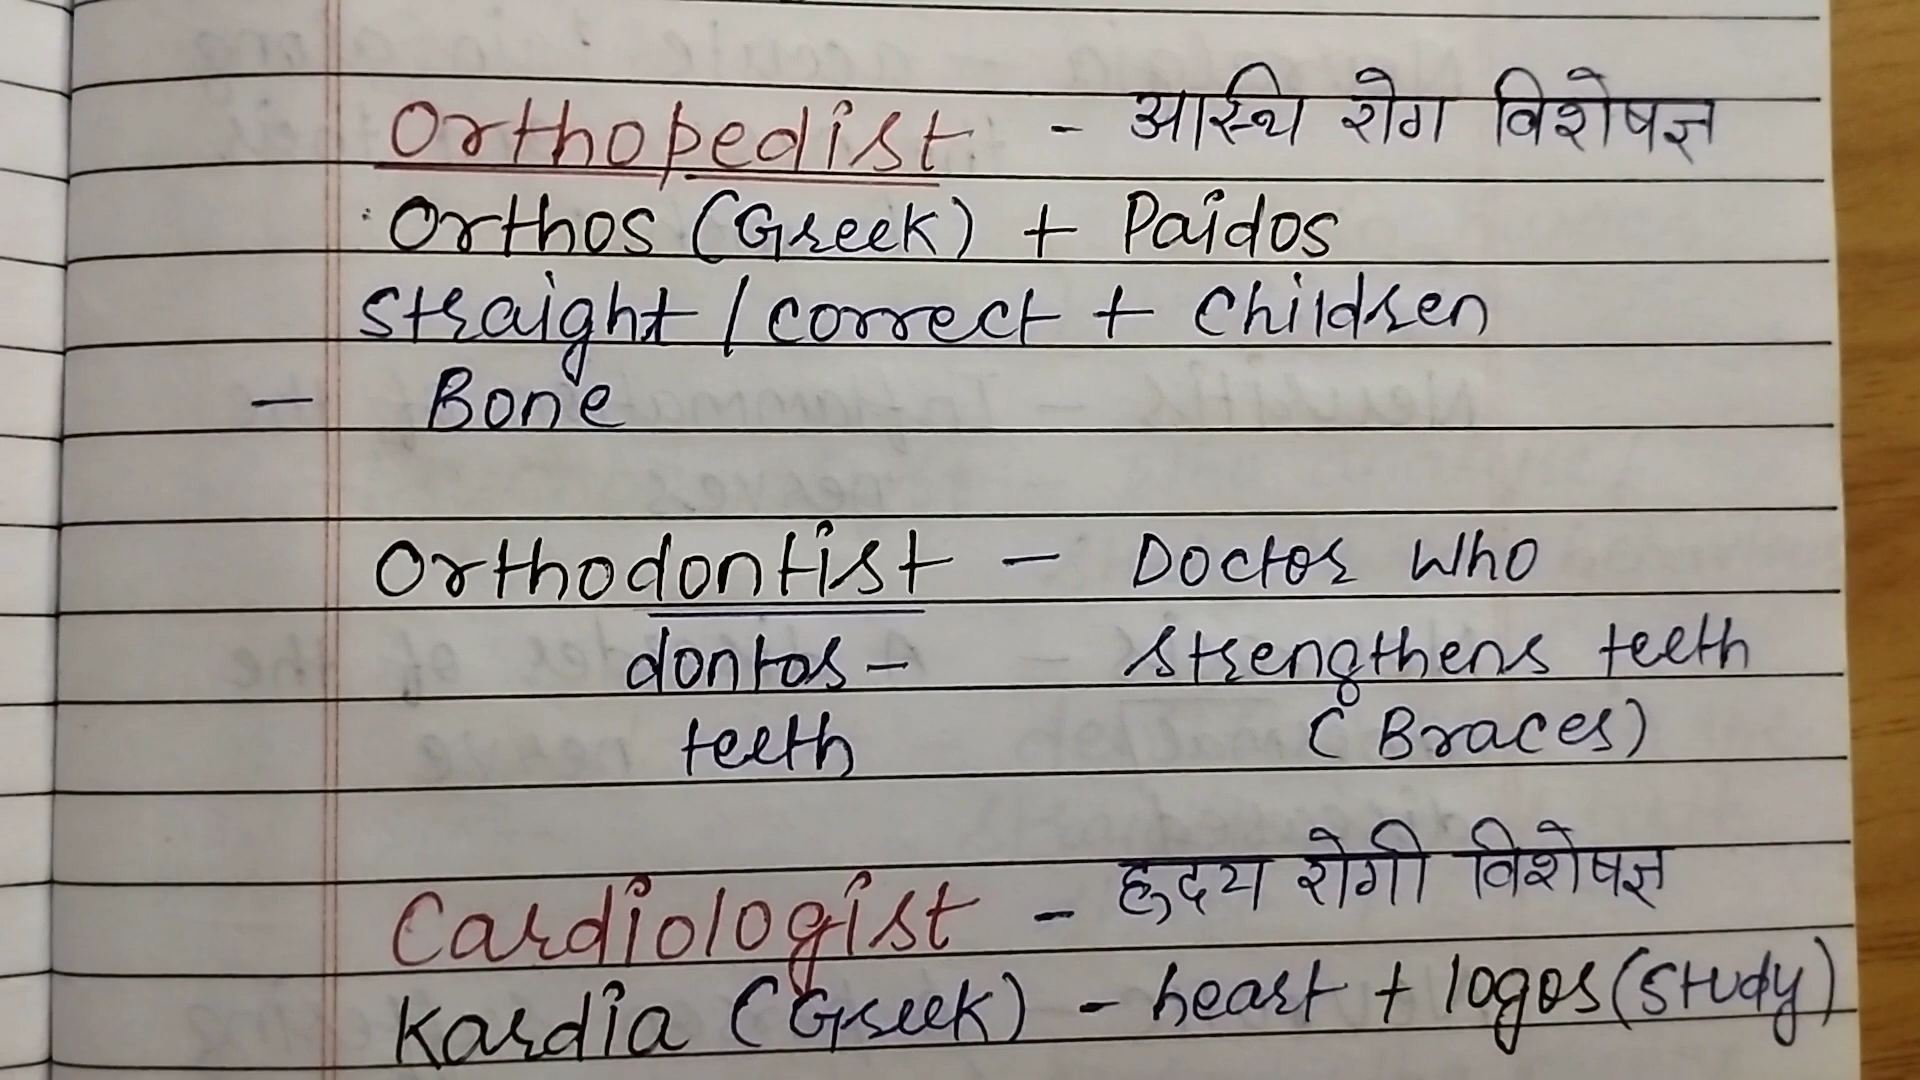 Orthopedist - अस्थि रोग विशेषज्ञ
Orthos (Greek) + Paidos
Straight / correct + Children
- Bone
Orthodontist - Doctor who
dontos - strengthens teeth
teeth (Braces)
Cardiologist - हृदय रोगी विशेषज्ञ
Kardia (Greek) - heart + logos (study)